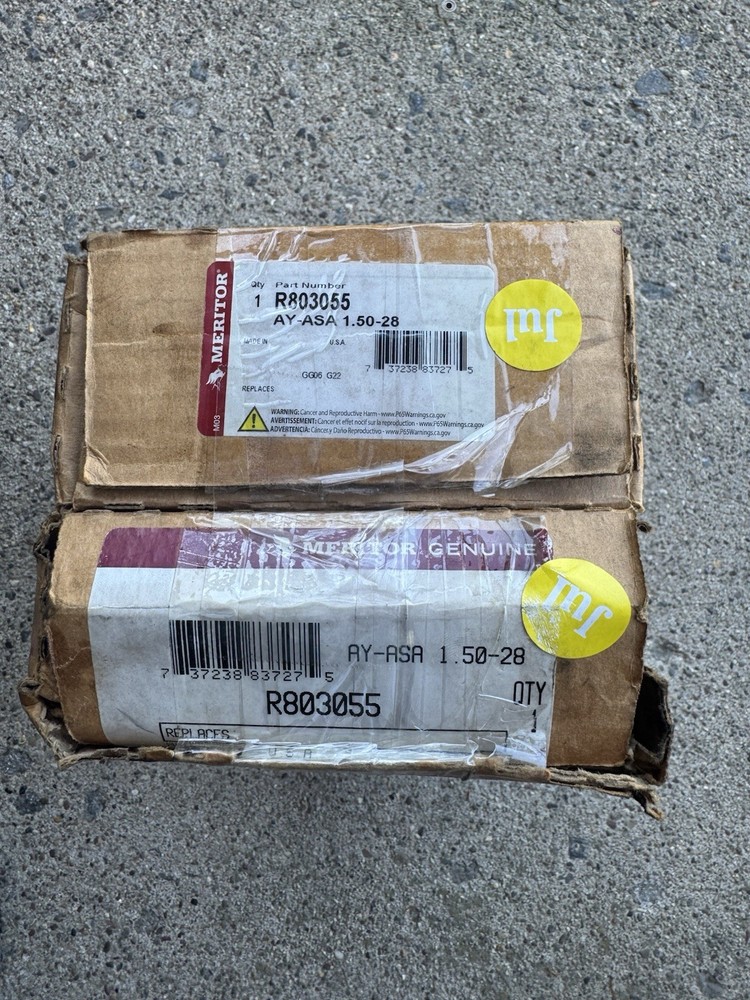 MERITOR®
M03
Qty Part Number
1 R803055
AY-ASA 1.50-28
MADE IN U.S.A.
7 37238 83727 5
GG06 G22
REPLACES
WARNING: Cancer and Reproductive Harm - www.P65Warnings.ca.gov
AVERTISSEMENT: Cancer et effet nocif sur la reproduction - www.P65Warnings.ca.gov
ADVERTENCIA: Cáncer y Daño Reproductivo - www.P65Warnings.ca.gov
Jul
MERITOR GENUINE
Jul
7 37238 83727 5
AY-ASA 1.50-28
R803055
QTY
1
REPLACES
USA